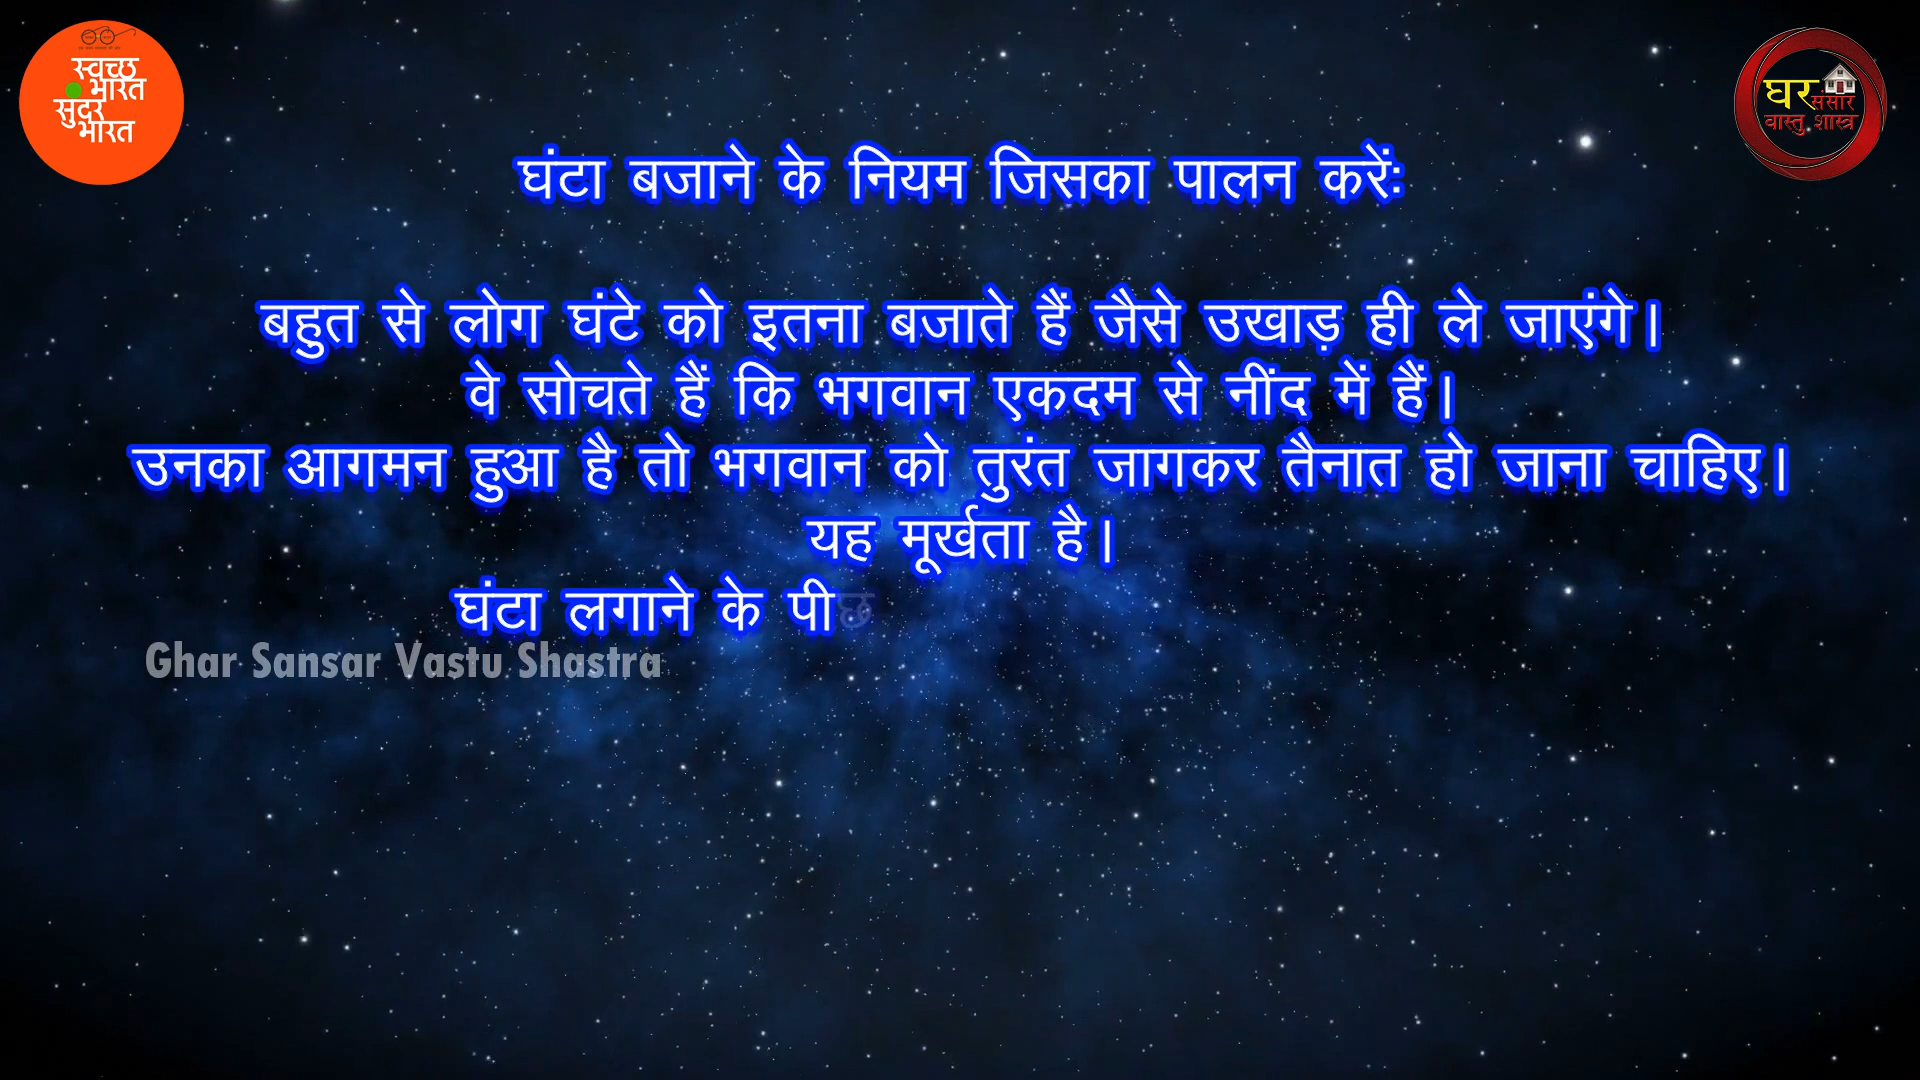 स्वच्छ
भारत
सुंदर
भारत
घर
संसार
वास्तु शास्त्र
घंटा बजाने के नियम जिसका पालन करेंः
बहुत से लोग घंटे को इतना बजाते हैं जैसे उखाड़ ही ले जाएंगे।
वे सोचते हैं कि भगवान एकदम से नींद में हैं।
उनका आगमन हुआ है तो भगवान को तुरंत जागकर तैनात हो जाना चाहिए।
यह मूर्खता है।
घंटा लगाने के पीछ
Ghar Sansar Vastu Shastra